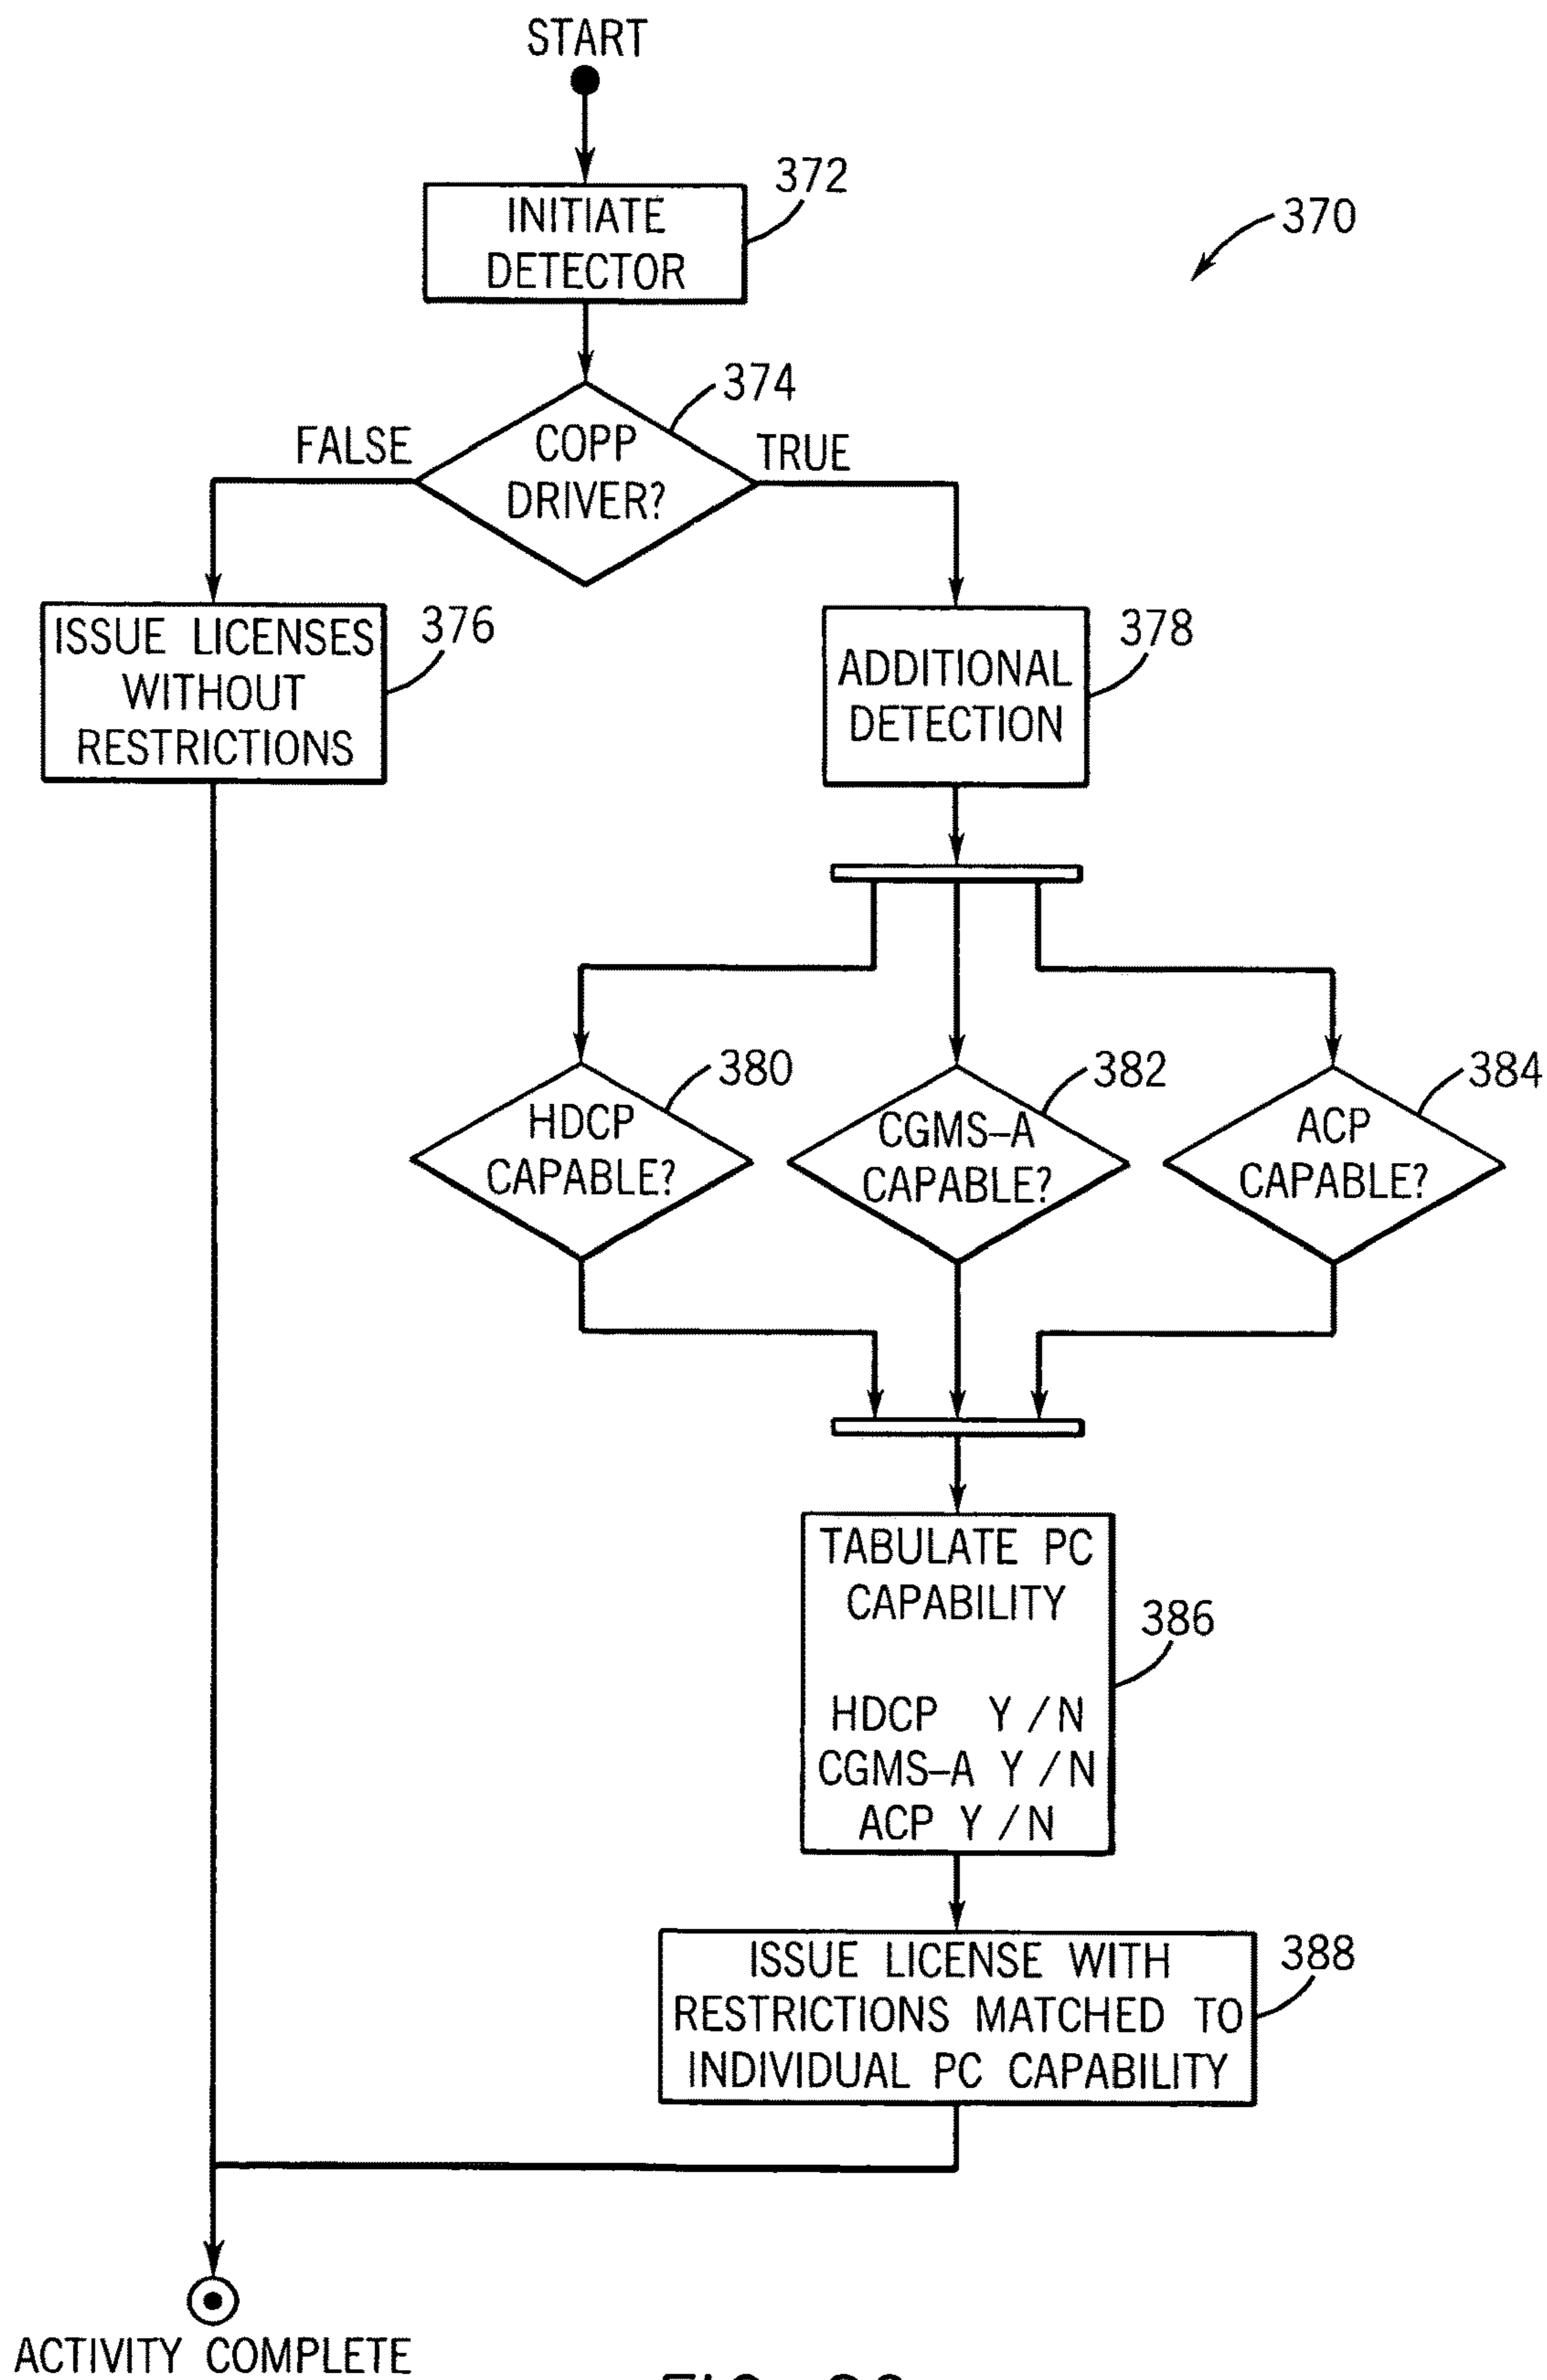 START
372
INITIATE
DETECTOR
370
374
FALSE
COPP
DRIVER?
TRUE
376
ISSUE LICENSES
WITHOUT
RESTRICTIONS
378
ADDITIONAL
DETECTION
380
HDCP
CAPABLE?
382
CGMS–A
CAPABLE?
384
ACP
CAPABLE?
TABULATE PC
CAPABILITY
386
HDCP Y / N
CGMS–A Y / N
ACP Y / N
388
ISSUE LICENSE WITH
RESTRICTIONS MATCHED TO
INDIVIDUAL PC CAPABILITY
ACTIVITY COMPLETE